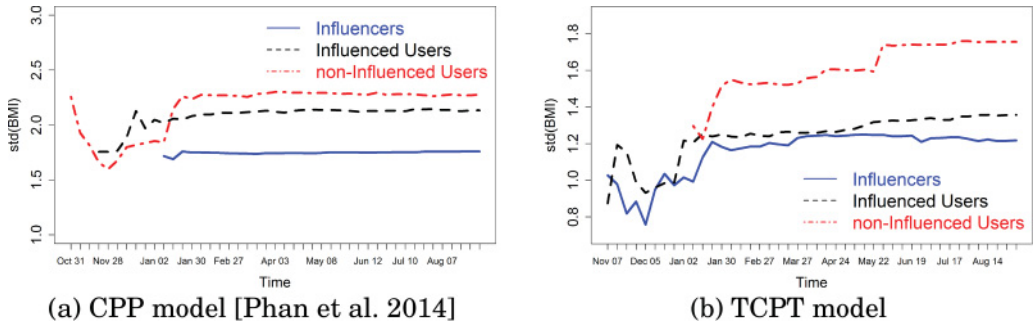 3.0
2.5
2.0
1.5
1.0
std(BMI)
Influencers
Influenced Users
non-Influenced Users
Oct 31 Nov 28 Jan 02 Jan 30 Feb 27 Apr 03 May 08 Jun 12 Jul 10 Aug 07
Time
(a) CPP model [Phan et al. 2014]
1.8
1.6
1.4
1.2
1.0
0.8
std(BMI)
Influencers
Influenced Users
non-Influenced Users
Nov 07 Dec 05 Jan 02 Jan 30 Feb 27 Mar 27 Apr 24 May 22 Jun 19 Jul 17 Aug 14
Time
(b) TCPT model